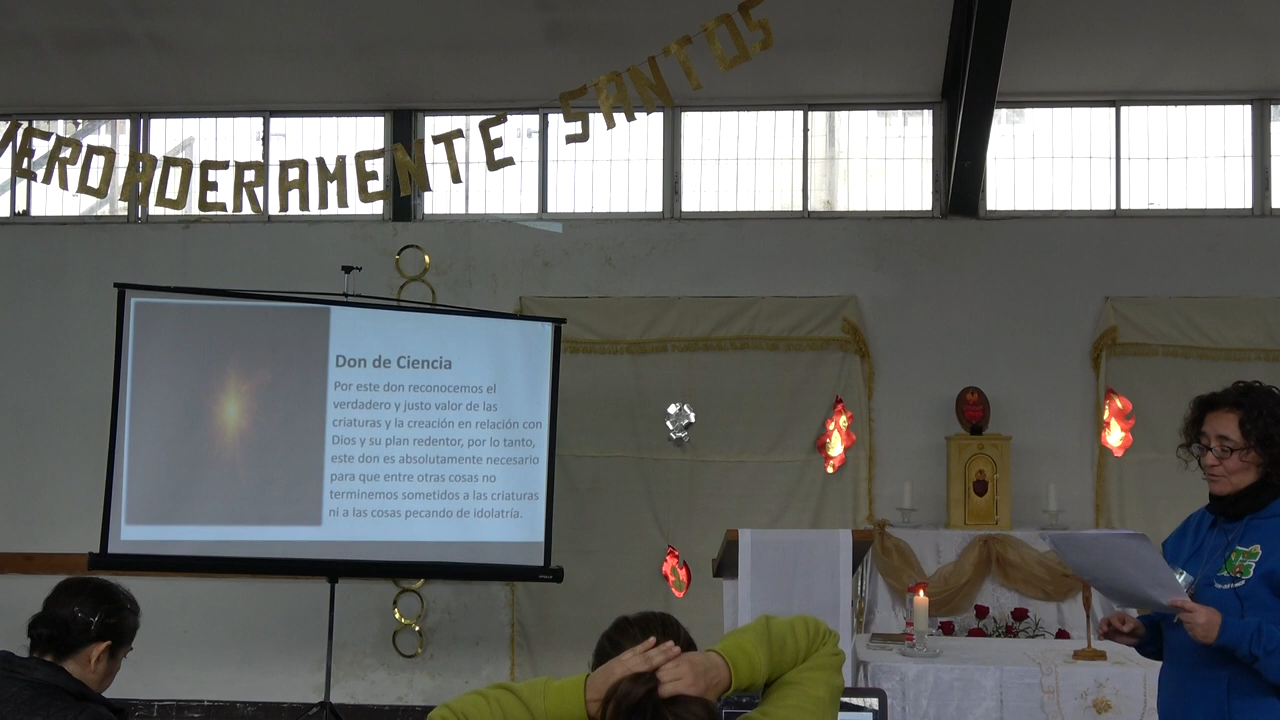 VERDADERAMENTE SANTOS
Don de Ciencia
Por este don reconocemos el
verdadero y justo valor de las
criaturas y la creación en relación con
Dios y su plan redentor, por lo tanto,
este don es absolutamente necesario
para que entre otras cosas no
terminemos sometidos a las criaturas
ni a las cosas pecando de idolatría.